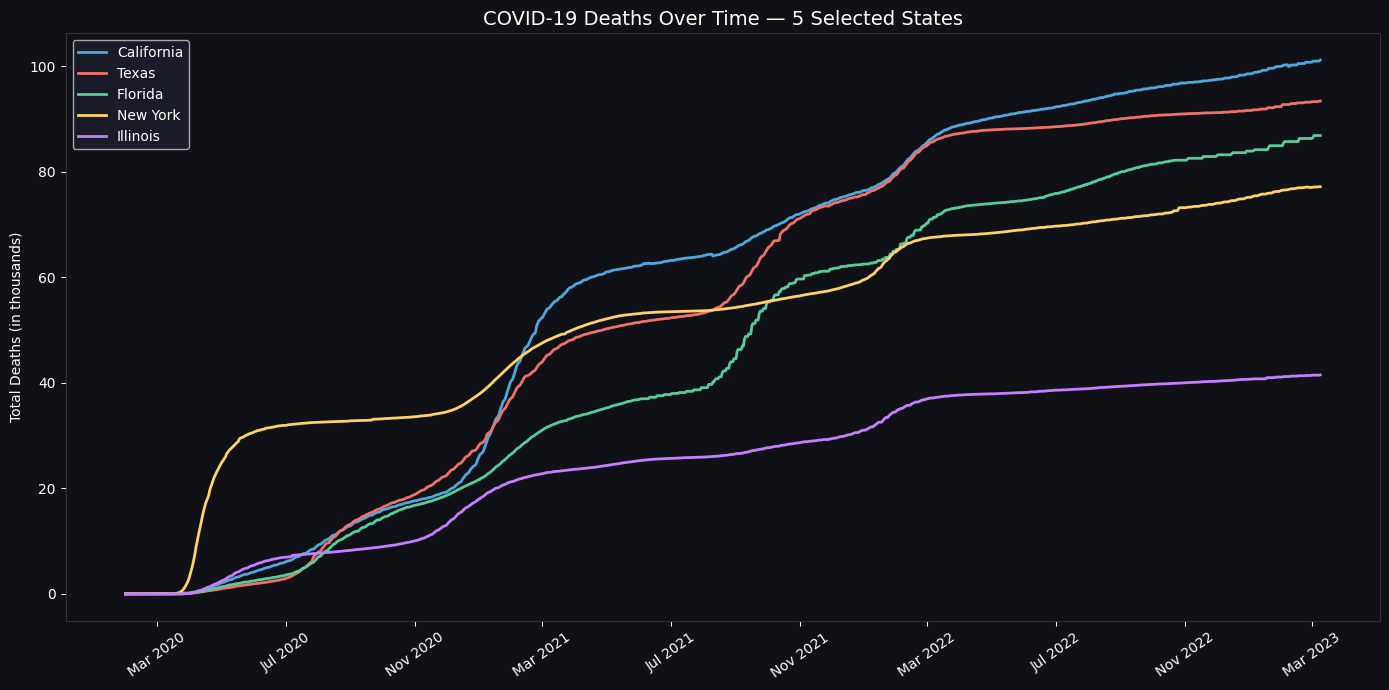 COVID-19 Deaths Over Time — 5 Selected States
California
Texas
Florida
New York
Illinois
Total Deaths (in thousands)
100
80
60
40
20
0
Mar 2020
Jul 2020
Nov 2020
Mar 2021
Jul 2021
Nov 2021
Mar 2022
Jul 2022
Nov 2022
Mar 2023